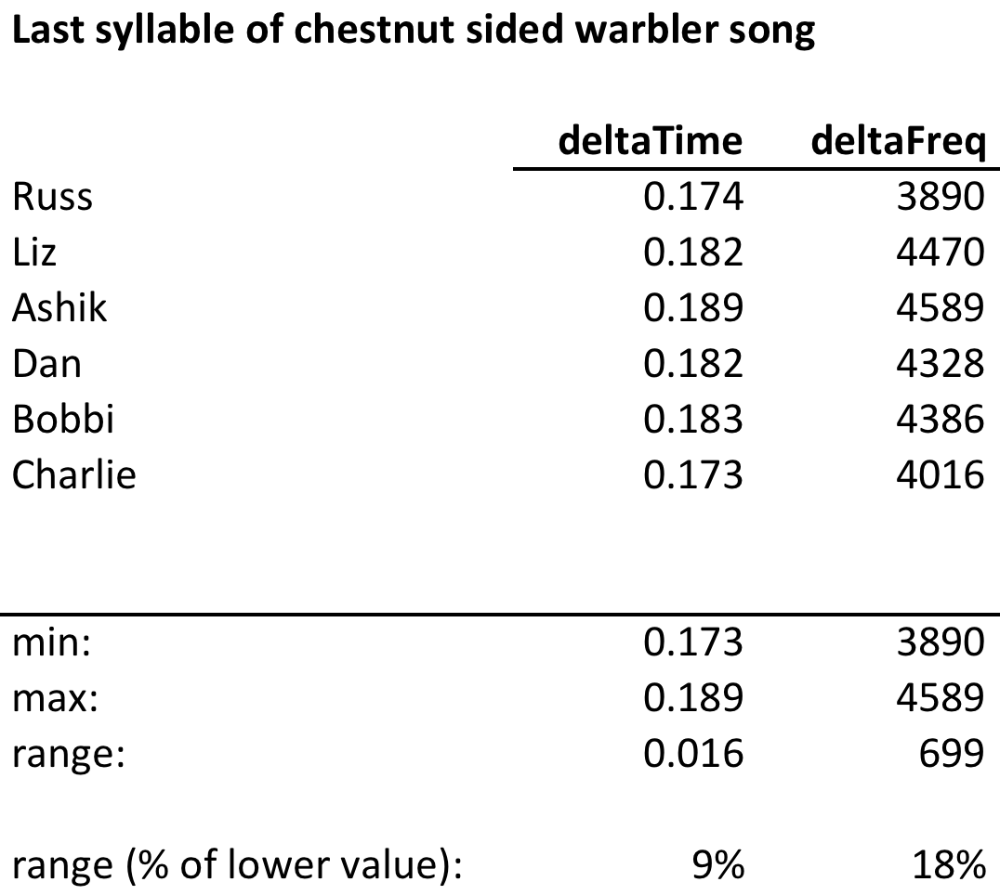 Last syllable of chestnut sided warbler song
deltaTime deltaFreq
Russ 0.174 3890
Liz 0.182 4470
Ashik 0.189 4589
Dan 0.182 4328
Bobbi 0.183 4386
Charlie 0.173 4016
min: 0.173 3890
max: 0.189 4589
range: 0.016 699
range (% of lower value): 9% 18%